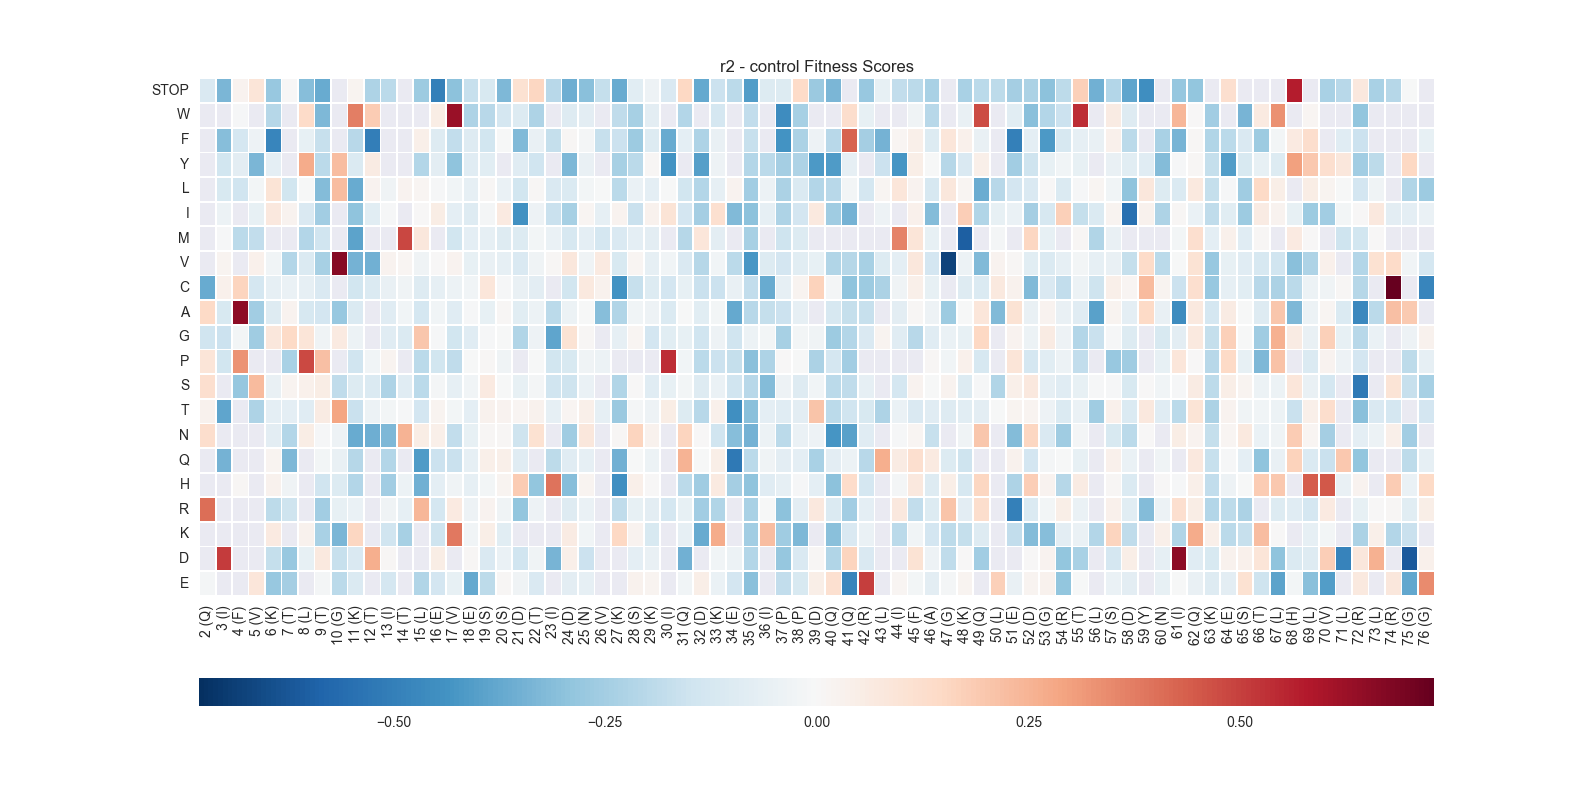 r2 - control Fitness Scores
STOP
W
F
Y
L
I
M
V
C
A
G
P
S
T
N
Q
H
R
K
D
E
2 (Q) 3 (I) 4 (F) 5 (V) 6 (K) 7 (T) 8 (L) 9 (T) 10 (G) 11 (K) 12 (T) 13 (I) 14 (T) 15 (L) 16 (E) 17 (V) 18 (E) 19 (S) 20 (S) 21 (D) 22 (T) 23 (I) 24 (D) 25 (N) 26 (V) 27 (K) 28 (S) 29 (K) 30 (I) 31 (Q) 32 (D) 33 (K) 34 (E) 35 (G) 36 (I) 37 (P) 38 (P) 39 (D) 40 (Q) 41 (Q) 42 (R) 43 (L) 44 (I) 45 (F) 46 (A) 47 (G) 48 (K) 49 (Q) 50 (L) 51 (E) 52 (D) 53 (G) 54 (R) 55 (T) 56 (L) 57 (S) 58 (D) 59 (Y) 60 (N) 61 (I) 62 (Q) 63 (K) 64 (E) 65 (S) 66 (T) 67 (L) 68 (H) 69 (L) 70 (V) 71 (L) 72 (R) 73 (L) 74 (R) 75 (G) 76 (G)
−0.50 −0.25 0.00 0.25 0.50